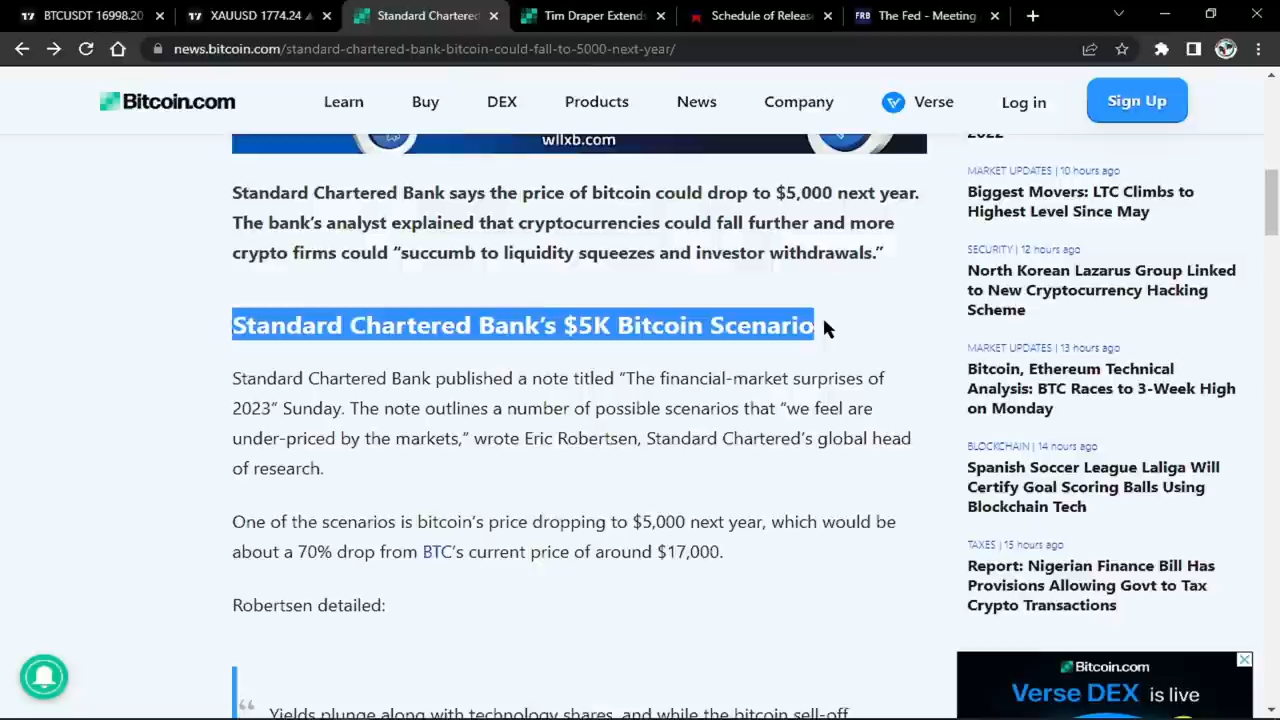 BTCUSDT 16998.20
XAUUSD 1774.24
Standard Chartered
Tim Draper Extends
Schedule of Releas
FRB
The Fed - Meeting
news.bitcoin.com/standard-chartered-bank-bitcoin-could-fall-to-5000-next-year/
Bitcoin.com
Learn
Buy
DEX
Products
News
Company
Verse
Log in
Sign Up
willxb.com
Standard Chartered Bank says the price of bitcoin could drop to $5,000 next year.
The bank's analyst explained that cryptocurrencies could fall further and more
crypto firms could “succumb to liquidity squeezes and investor withdrawals.”
Standard Chartered Bank's $5K Bitcoin Scenario
Standard Chartered Bank published a note titled “The financial-market surprises of
2023” Sunday. The note outlines a number of possible scenarios that “we feel are
under-priced by the markets,” wrote Eric Robertsen, Standard Chartered's global head
of research.
One of the scenarios is bitcoin's price dropping to $5,000 next year, which would be
about a 70% drop from BTC's current price of around $17,000.
Robertsen detailed:
Yields plunge along with technology shares, and while the bitcoin sell-off
2022
MARKET UPDATES | 10 hours ago
Biggest Movers: LTC Climbs to
Highest Level Since May
SECURITY | 12 hours ago
North Korean Lazarus Group Linked
to New Cryptocurrency Hacking
Scheme
MARKET UPDATES | 13 hours ago
Bitcoin, Ethereum Technical
Analysis: BTC Races to 3-Week High
on Monday
BLOCKCHAIN | 14 hours ago
Spanish Soccer League Laliga Will
Certify Goal Scoring Balls Using
Blockchain Tech
TAXES | 15 hours ago
Report: Nigerian Finance Bill Has
Provisions Allowing Govt to Tax
Crypto Transactions
Bitcoin.com
Verse DEX is live